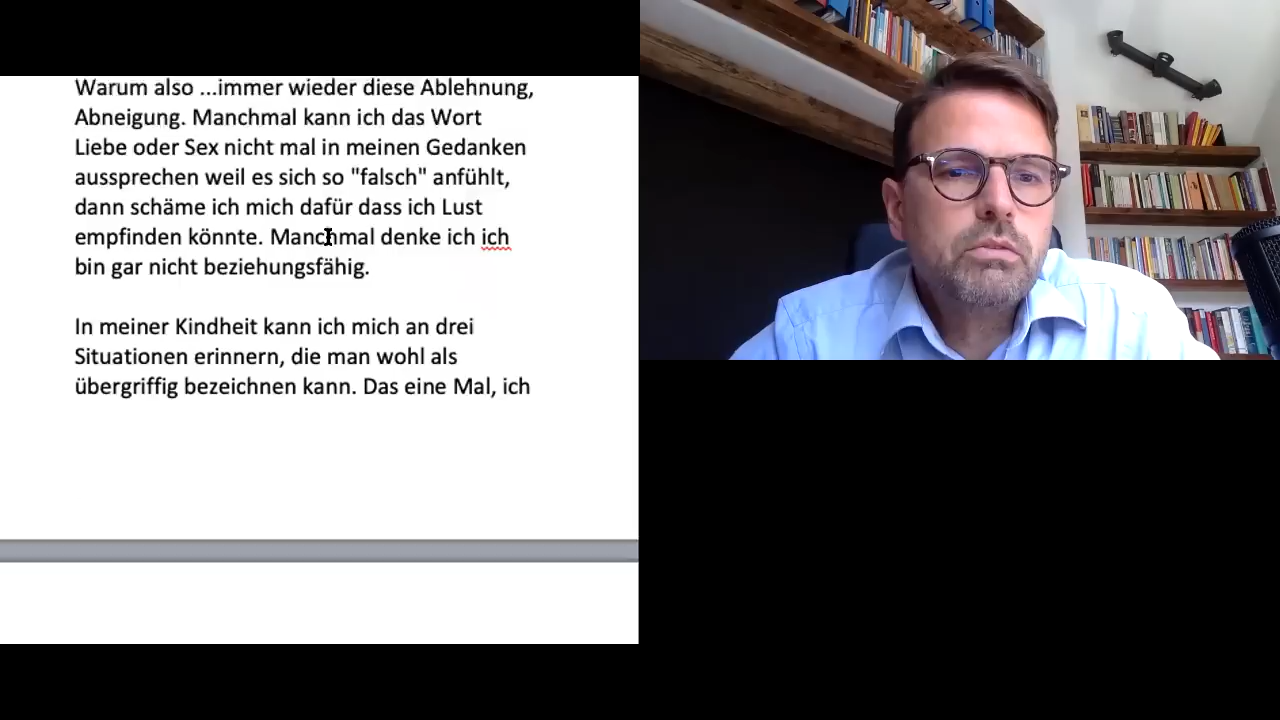 Warum also ...immer wieder diese Ablehnung,
Abneigung. Manchmal kann ich das Wort
Liebe oder Sex nicht mal in meinen Gedanken
aussprechen weil es sich so "falsch" anfühlt,
dann schäme ich mich dafür dass ich Lust
empfinden könnte. Manchmal denke ich ich
bin gar nicht beziehungsfähig.
In meiner Kindheit kann ich mich an drei
Situationen erinnern, die man wohl als
übergriffig bezeichnen kann. Das eine Mal, ich